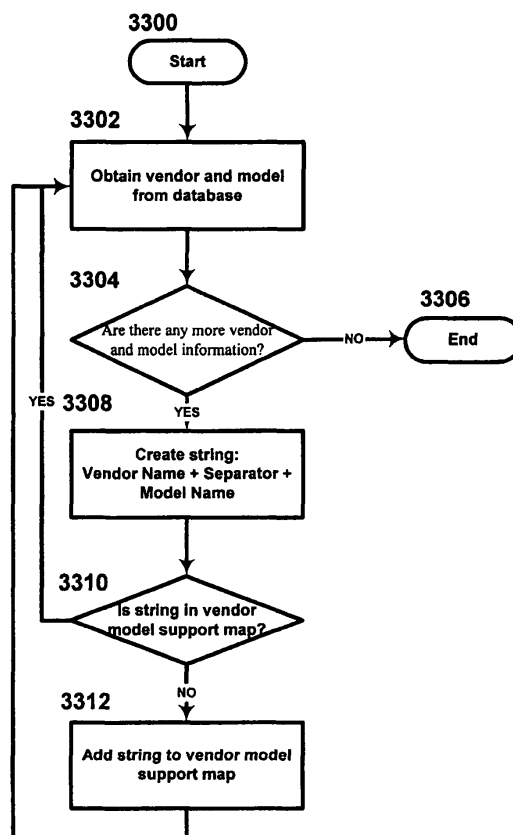 3300
Start
3302
Obtain vendor and model
from database
3304
Are there any more vendor
and model information?
NO
3306
End
YES
3308
YES
Create string:
Vendor Name + Separator +
Model Name
3310
Is string in vendor
model support map?
NO
3312
Add string to vendor model
support map